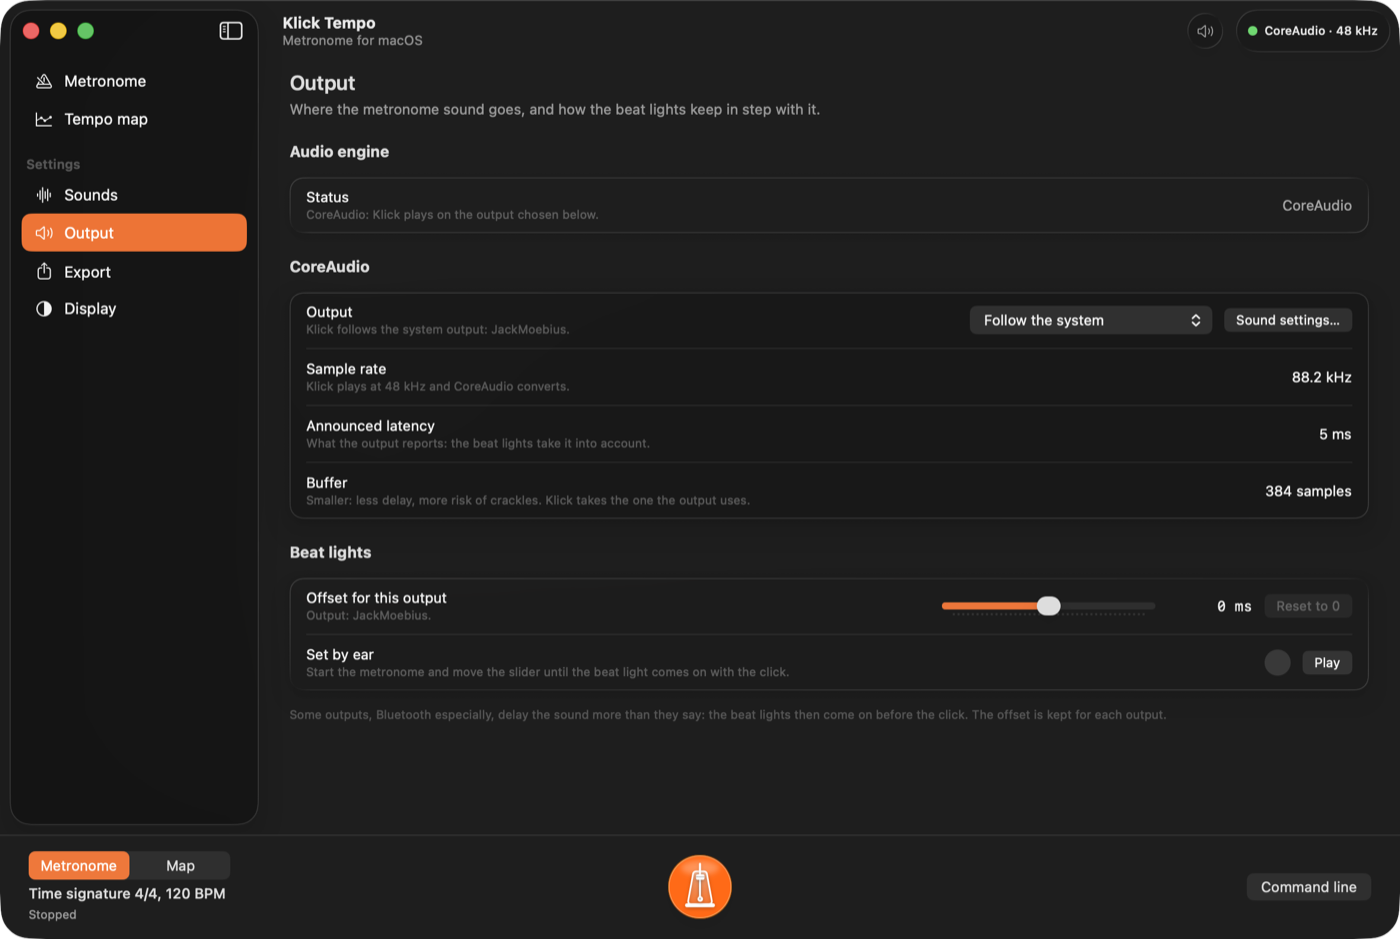 Klick Tempo
Metronome for macOS
CoreAudio · 48 kHz
Metronome
Tempo map
Settings
Sounds
Output
Export
Display
Output
Where the metronome sound goes, and how the beat lights keep in step with it.
Audio engine
Status
CoreAudio: Klick plays on the output chosen below.
CoreAudio
CoreAudio
Output
Klick follows the system output: JackMoebius.
Follow the system
Sound settings...
Sample rate
Klick plays at 48 kHz and CoreAudio converts.
88.2 kHz
Announced latency
What the output reports: the beat lights take it into account.
5 ms
Buffer
Smaller: less delay, more risk of crackles. Klick takes the one the output uses.
384 samples
Beat lights
Offset for this output
Output: JackMoebius.
0 ms
Reset to 0
Set by ear
Start the metronome and move the slider until the beat light comes on with the click.
Play
Some outputs, Bluetooth especially, delay the sound more than they say: the beat lights then come on before the click. The offset is kept for each output.
Metronome
Map
Time signature 4/4, 120 BPM
Stopped
Command line